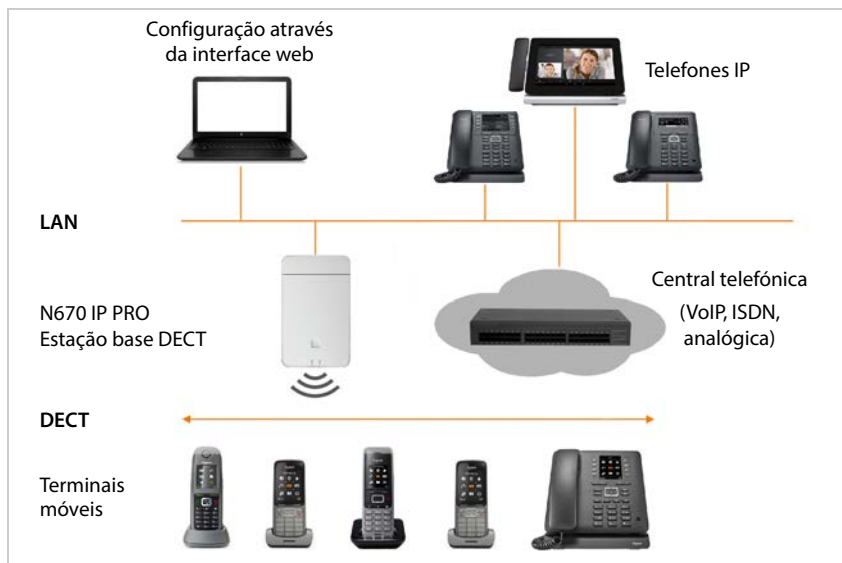 Configuração através
da interface web
Telefones IP
LAN
N670 IP PRO
Estação base DECT
Central telefónica
(VoIP, ISDN,
analógica)
DECT
Terminais
móveis